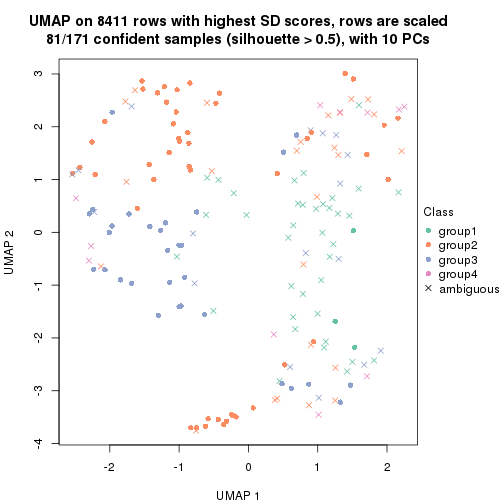 UMAP on 8411 rows with highest SD scores, rows are scaled
81/171 confident samples (silhouette > 0.5), with 10 PCs
3
2
1
0
-1
-2
-3
-4
UMAP 2
-2
-1
0
1
2
UMAP 1
Class
group1
group2
group3
group4
ambiguous